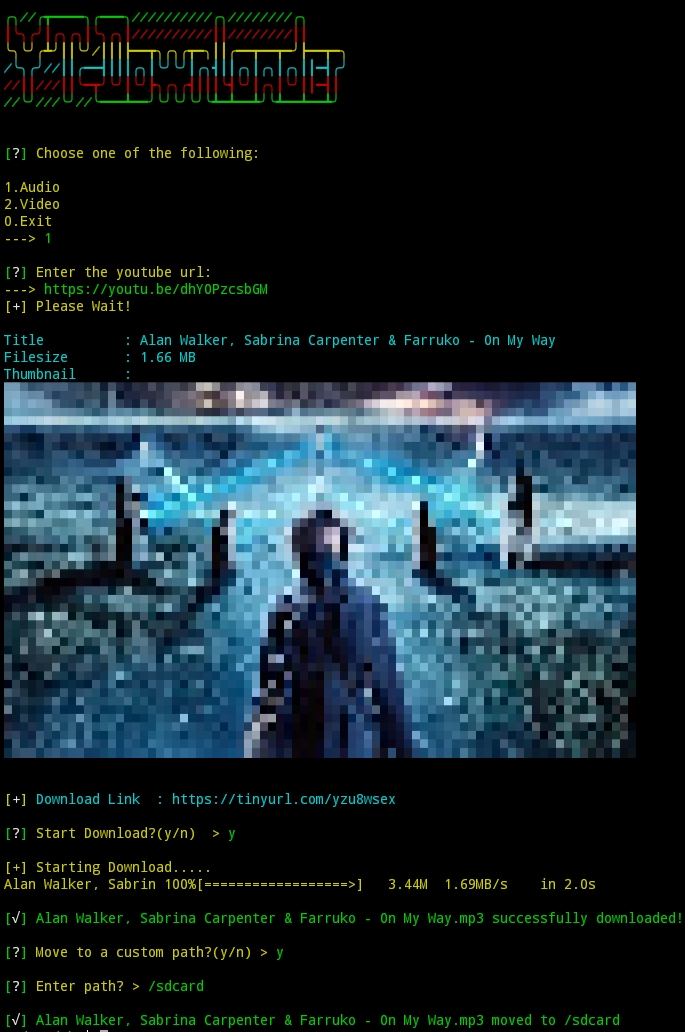 [?] Choose one of the following:
1.Audio
2.Video
0.Exit
---> 1
[?] Enter the youtube url:
---> https://youtu.be/dhYOPzcsbGM
[+] Please Wait!
Title : Alan Walker, Sabrina Carpenter & Farruko - On My Way
Filesize : 1.66 MB
Thumbnail :
[+] Download Link : https://tinyurl.com/yzu8wsex
[?] Start Download?(y/n) > y
[+] Starting Download.....
Alan Walker, Sabrin 100%[==================>] 3.44M 1.69MB/s in 2.0s
[√] Alan Walker, Sabrina Carpenter & Farruko - On My Way.mp3 successfully downloaded!
[?] Move to a custom path?(y/n) > y
[?] Enter path? > /sdcard
[√] Alan Walker, Sabrina Carpenter & Farruko - On My Way.mp3 moved to /sdcard